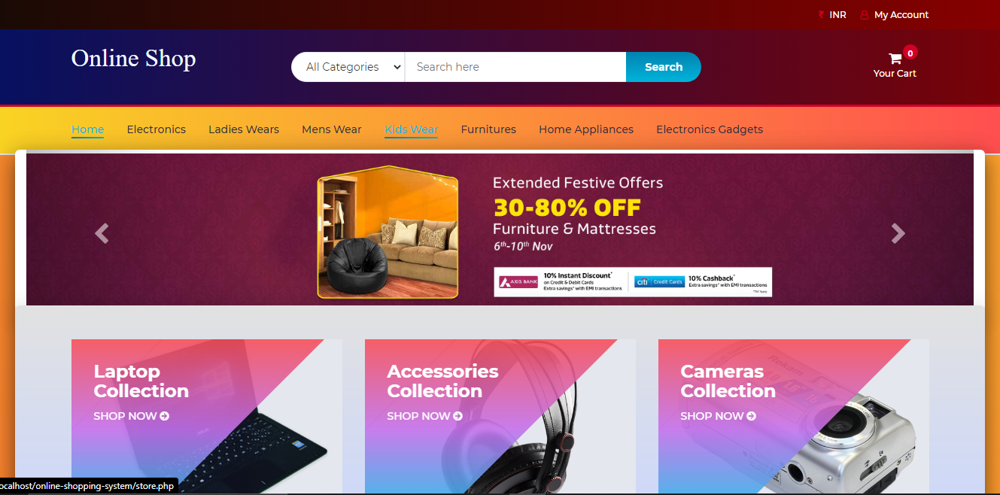 ₹ INR My Account
Online Shop
All Categories Search here Search
0
Your Cart
Home Electronics Ladies Wears Mens Wear Kids Wear Furnitures Home Appliances Electronics Gadgets
Extended Festive Offers
30-80% OFF
Furniture & Mattresses
6th-10th Nov
AXIS BANK 10% Instant Discount*
on Credit & Debit Cards
Extra savings* with EMI transactions
citi Credit Cards 10% Cashback*
Extra savings* with EMI transactions
*T&C Apply
Laptop
Collection
SHOP NOW
Accessories
Collection
SHOP NOW
Cameras
Collection
SHOP NOW
Rekam
ocalhost/online-shopping-system/store.php